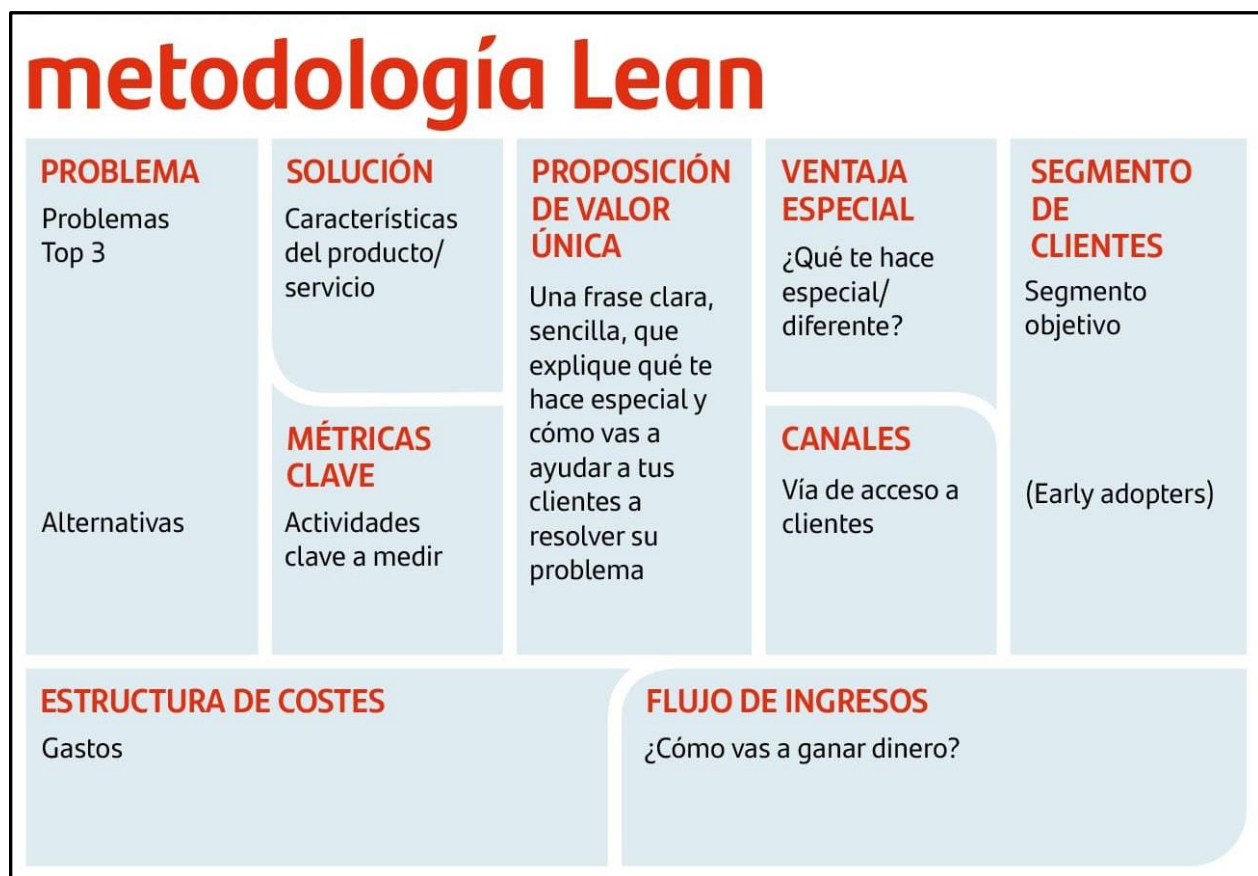 metodología Lean
PROBLEMA
Problemas
Top 3
Alternativas
SOLUCIÓN
Características
del producto/
servicio
MÉTRICAS
CLAVE
Actividades
clave a medir
PROPOSICIÓN
DE VALOR
ÚNICA
Una frase clara,
sencilla, que
explique qué te
hace especial y
cómo vas a
ayudar a tus
clientes a
resolver su
problema
VENTAJA
ESPECIAL
¿Qué te hace
especial/
diferente?
CANALES
Vía de acceso a
clientes
SEGMENTO
DE
CLIENTES
Segmento
objetivo
(Early adopters)
ESTRUCTURA DE COSTES
Gastos
FLUJO DE INGRESOS
¿Cómo vas a ganar dinero?